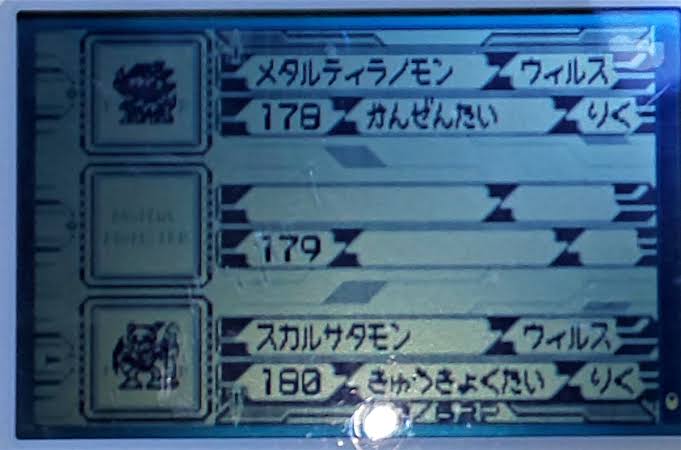 メタルティラノモン ウィルス
178 かんぜんたい りく
179
スカルサタモン ウィルス
180 きゅうきょくたい りく